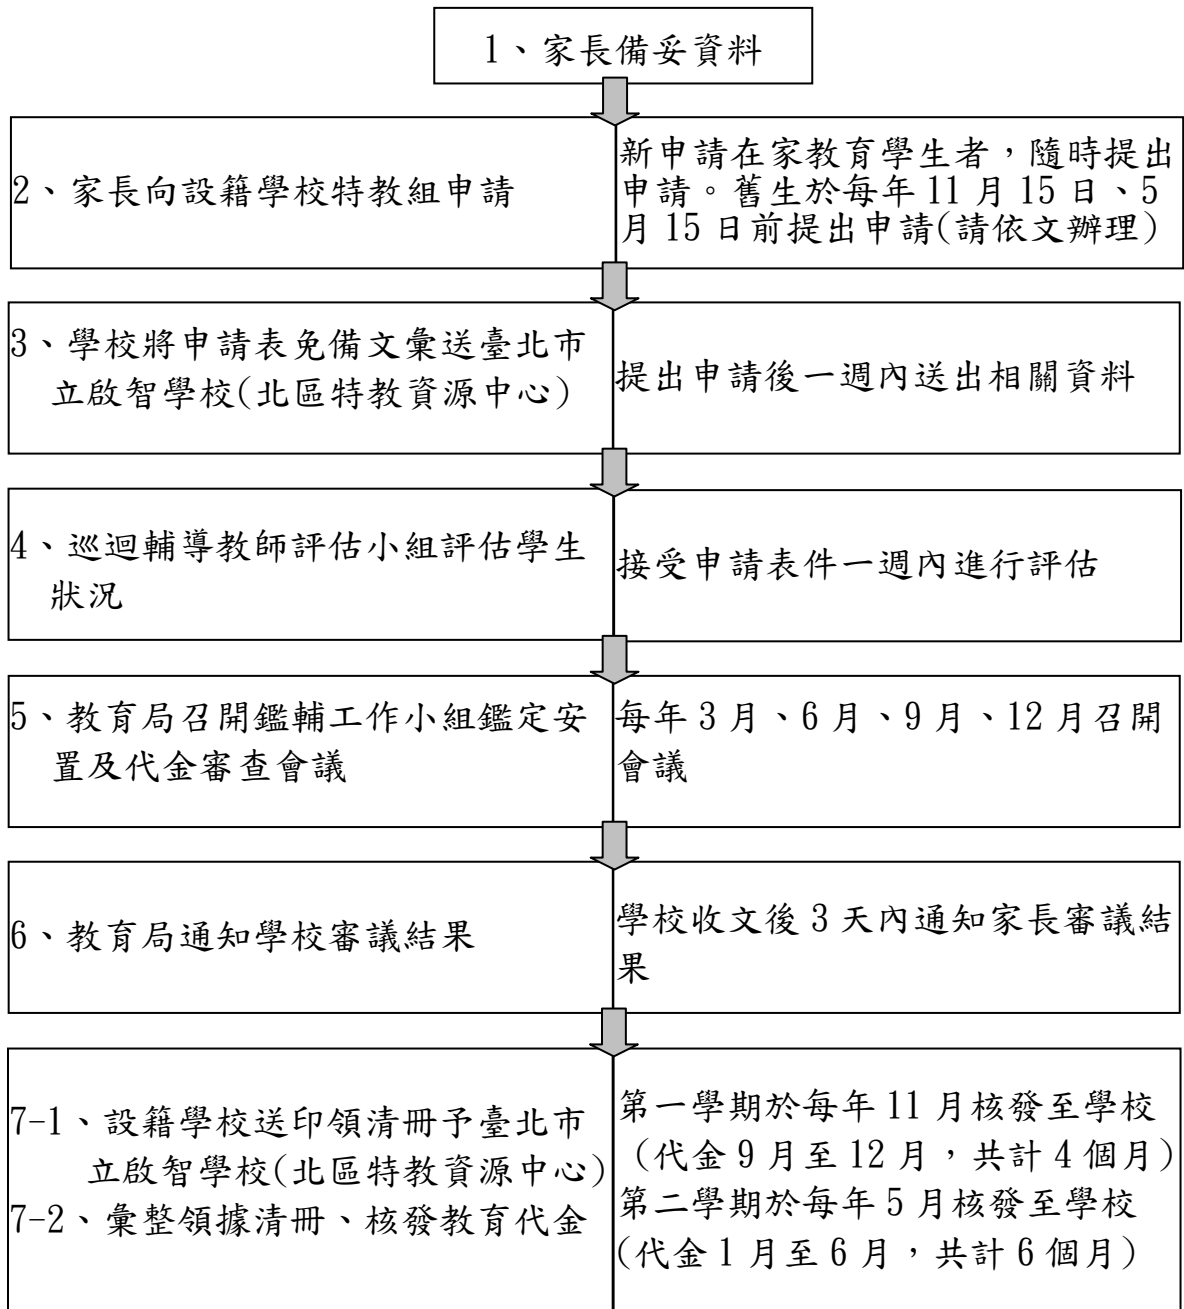 1、家長備妥資料
2、家長向設籍學校特教組申請
新申請在家教育學生者，隨時提出
申請。舊生於每年 11 月 15 日、5
月 15 日前提出申請(請依文辦理)
3、學校將申請表免備文彙送臺北市
立啟智學校(北區特教資源中心)
提出申請後一週內送出相關資料
4、巡迴輔導教師評估小組評估學生
狀況
接受申請表件一週內進行評估
5、教育局召開鑑輔工作小組鑑定安
置及代金審查會議
每年 3 月、6 月、9 月、12 月召開
會議
6、教育局通知學校審議結果
學校收文後 3 天內通知家長審議結
果
7-1、設籍學校送印領清冊予臺北市
立啟智學校(北區特教資源中心)
7-2、彙整領據清冊、核發教育代金
第一學期於每年 11 月核發至學校
(代金 9 月至 12 月，共計 4 個月)
第二學期於每年 5 月核發至學校
(代金 1 月至 6 月，共計 6 個月)